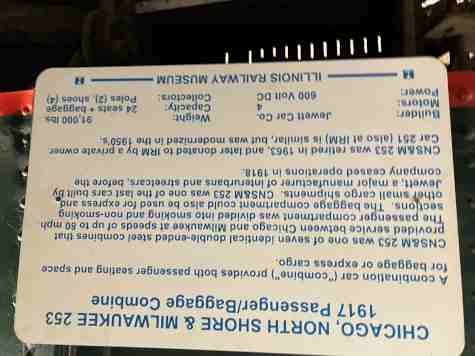 CHICAGO, NORTH SHORE & MILWAUKEE 253
1917 Passenger/Baggage Combine
A combination car ("combine") provides both passenger seating and space
for baggage or express cargo.
CNS&M 253 was one of seven identical double-ended steel combines that
provided service between Chicago and Milwaukee at speeds of up to 80 mph
The passenger compartment was divided into smoking and non-smoking
sections. The baggage compartment could also be used for express and
other small cargo shipments. CNS&M 253 was one of the last cars built by
Jewett, a major manufacturer of interurbans and streetcars, before the
company ceased operations in 1918.
CNS&M 253 was retired in 1963, and later donated to IRM by a private owner.
Car 251 (also at IRM) is similar, but was modernized in the 1950's.
Builder: Jewett Car Co. Weight: 91,000 lbs.
Motors: 4 Capacity: 24 seats + baggage
Power: 600 Volt DC Collectors: Poles (2), shoes (4)
ILLINOIS RAILWAY MUSEUM